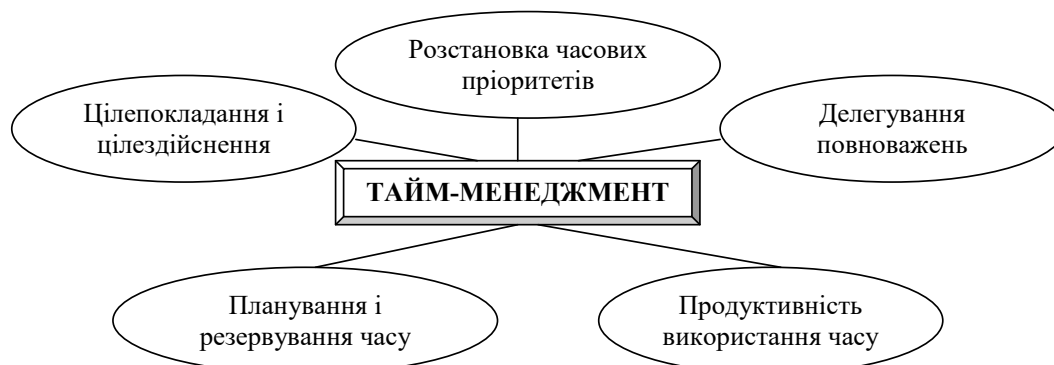 Розстановка часових
пріоритетів
Цілепокладання і
цілездійснення
Делегування
повноважень
ТАЙМ-МЕНЕДЖМЕНТ
Планування і
резервування часу
Продуктивність
використання часу